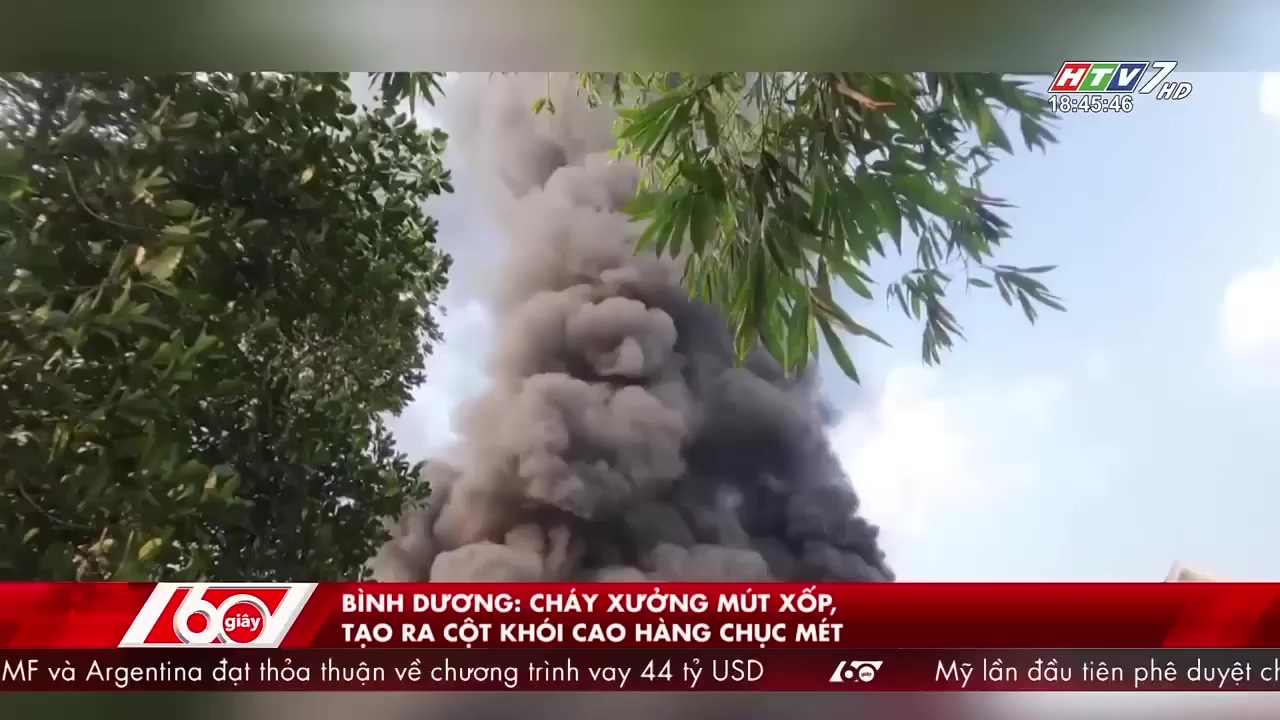 HTV7 HD
18:45:46
60 giây
BÌNH DƯƠNG: CHÁY XƯỞNG MÚT XỐP,
TẠO RA CỘT KHÓI CAO HÀNG CHỤC MÉT
MF và Argentina đạt thỏa thuận về chương trình vay 44 tỷ USD 60 giây Mỹ lần đầu tiên phê duyệt